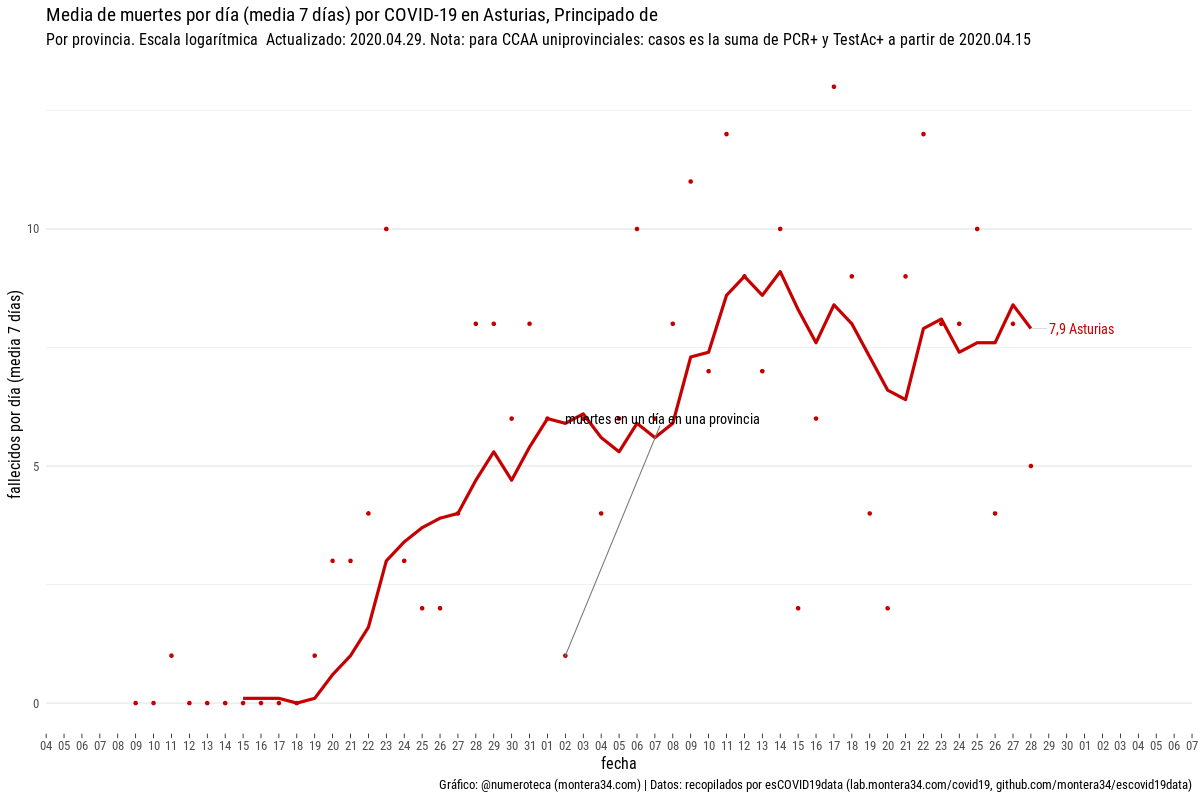 Media de muertes por día (media 7 días) por COVID-19 en Asturias, Principado de
Por provincia. Escala logarítmica  Actualizado: 2020.04.29. Nota: para CCAA uniprovinciales: casos es la suma de PCR+ y TestAc+ a partir de 2020.04.15
fallecidos por día (media 7 días)
10
5
0
7,9 Asturias
muertes en un día en una provincia
04 05 06 07 08 09 10 11 12 13 14 15 16 17 18 19 20 21 22 23 24 25 26 27 28 29 30 31 01 02 03 04 05 06 07 08 09 10 11 12 13 14 15 16 17 18 19 20 21 22 23 24 25 26 27 28 29 30 01 02 03 04 05 06 07
fecha
Gráfico: @numeroteca (montera34.com) | Datos: recopilados por esCOVID19data (lab.montera34.com/covid19, github.com/montera34/escovid19data)